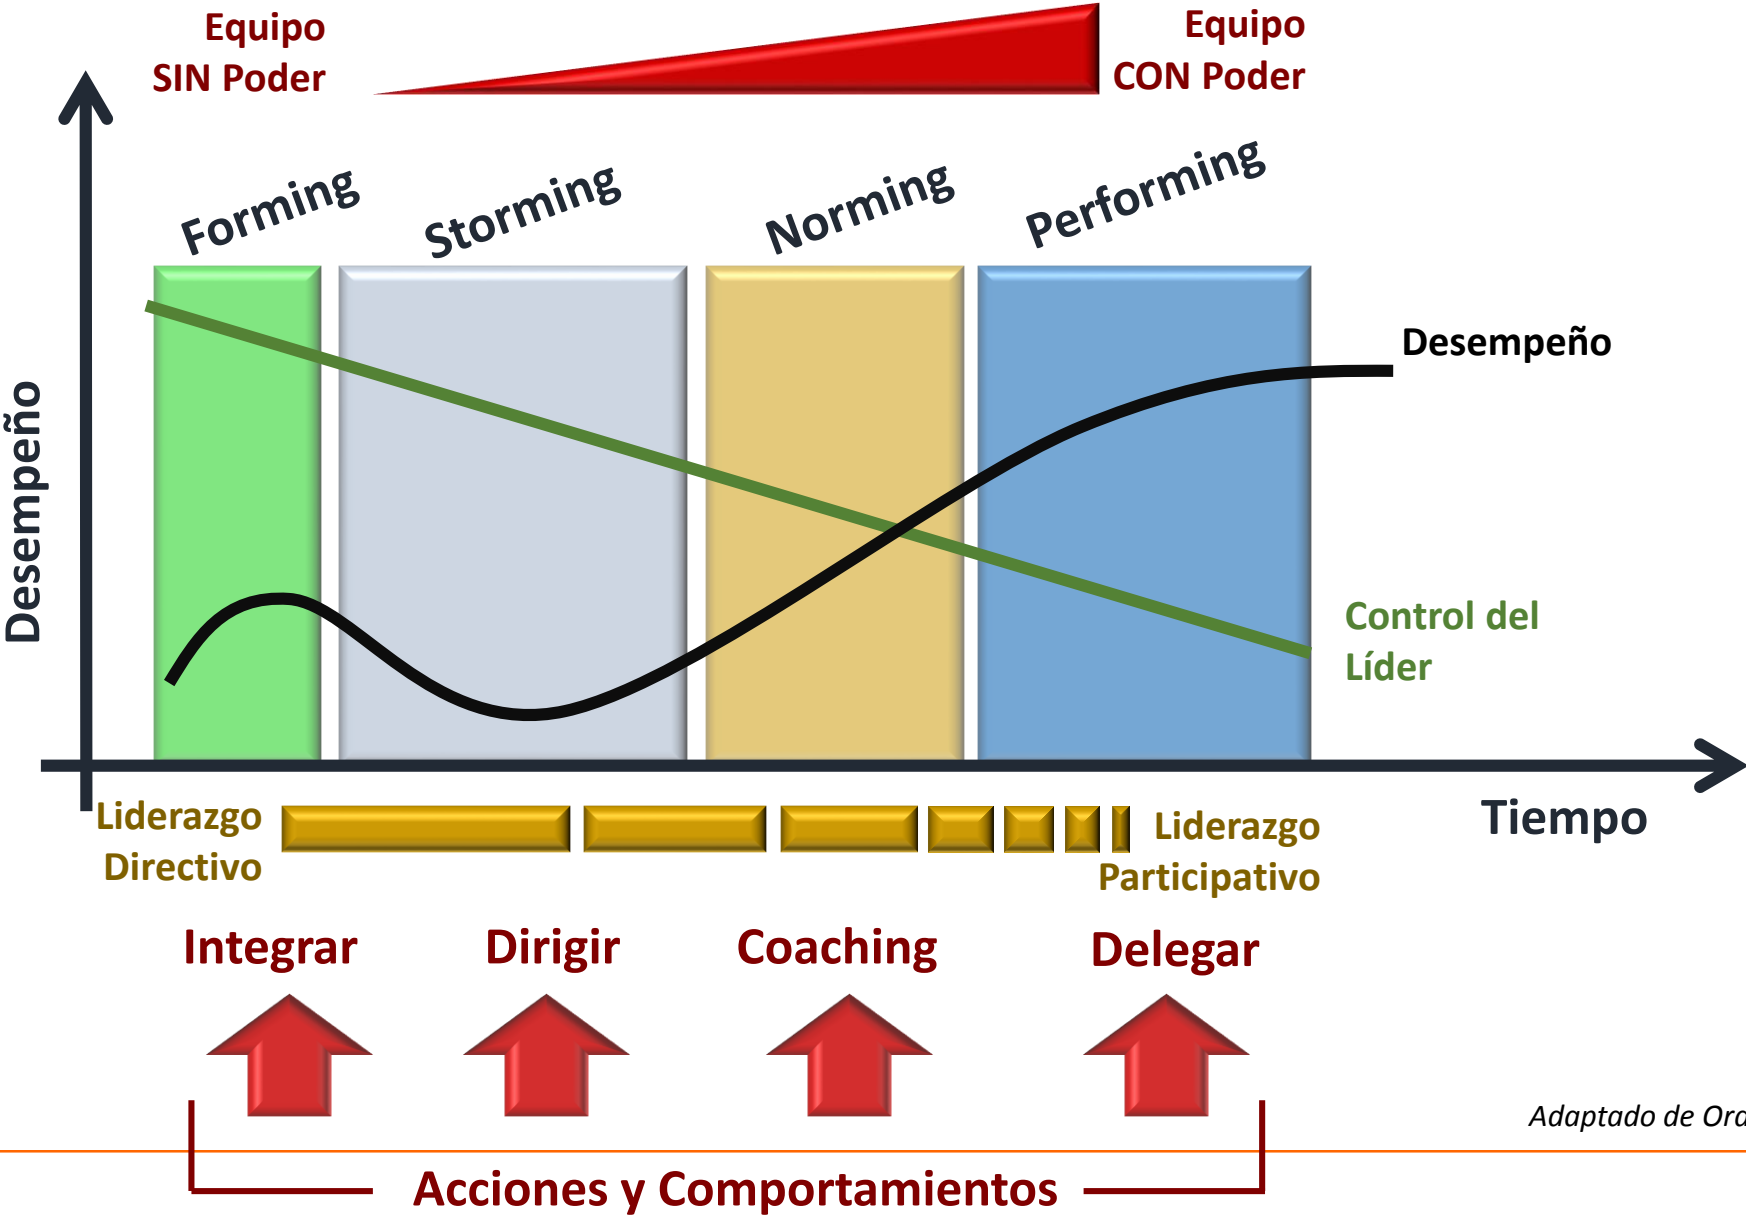 Equipo
SIN Poder
Equipo
CON Poder
Forming
Storming
Norming
Performing
Desempeño
Desempeño
Control del
Líder
Tiempo
Liderazgo
Directivo
Liderazgo
Participativo
Integrar
Dirigir
Coaching
Delegar
Adaptado de
Acciones y Comportamientos